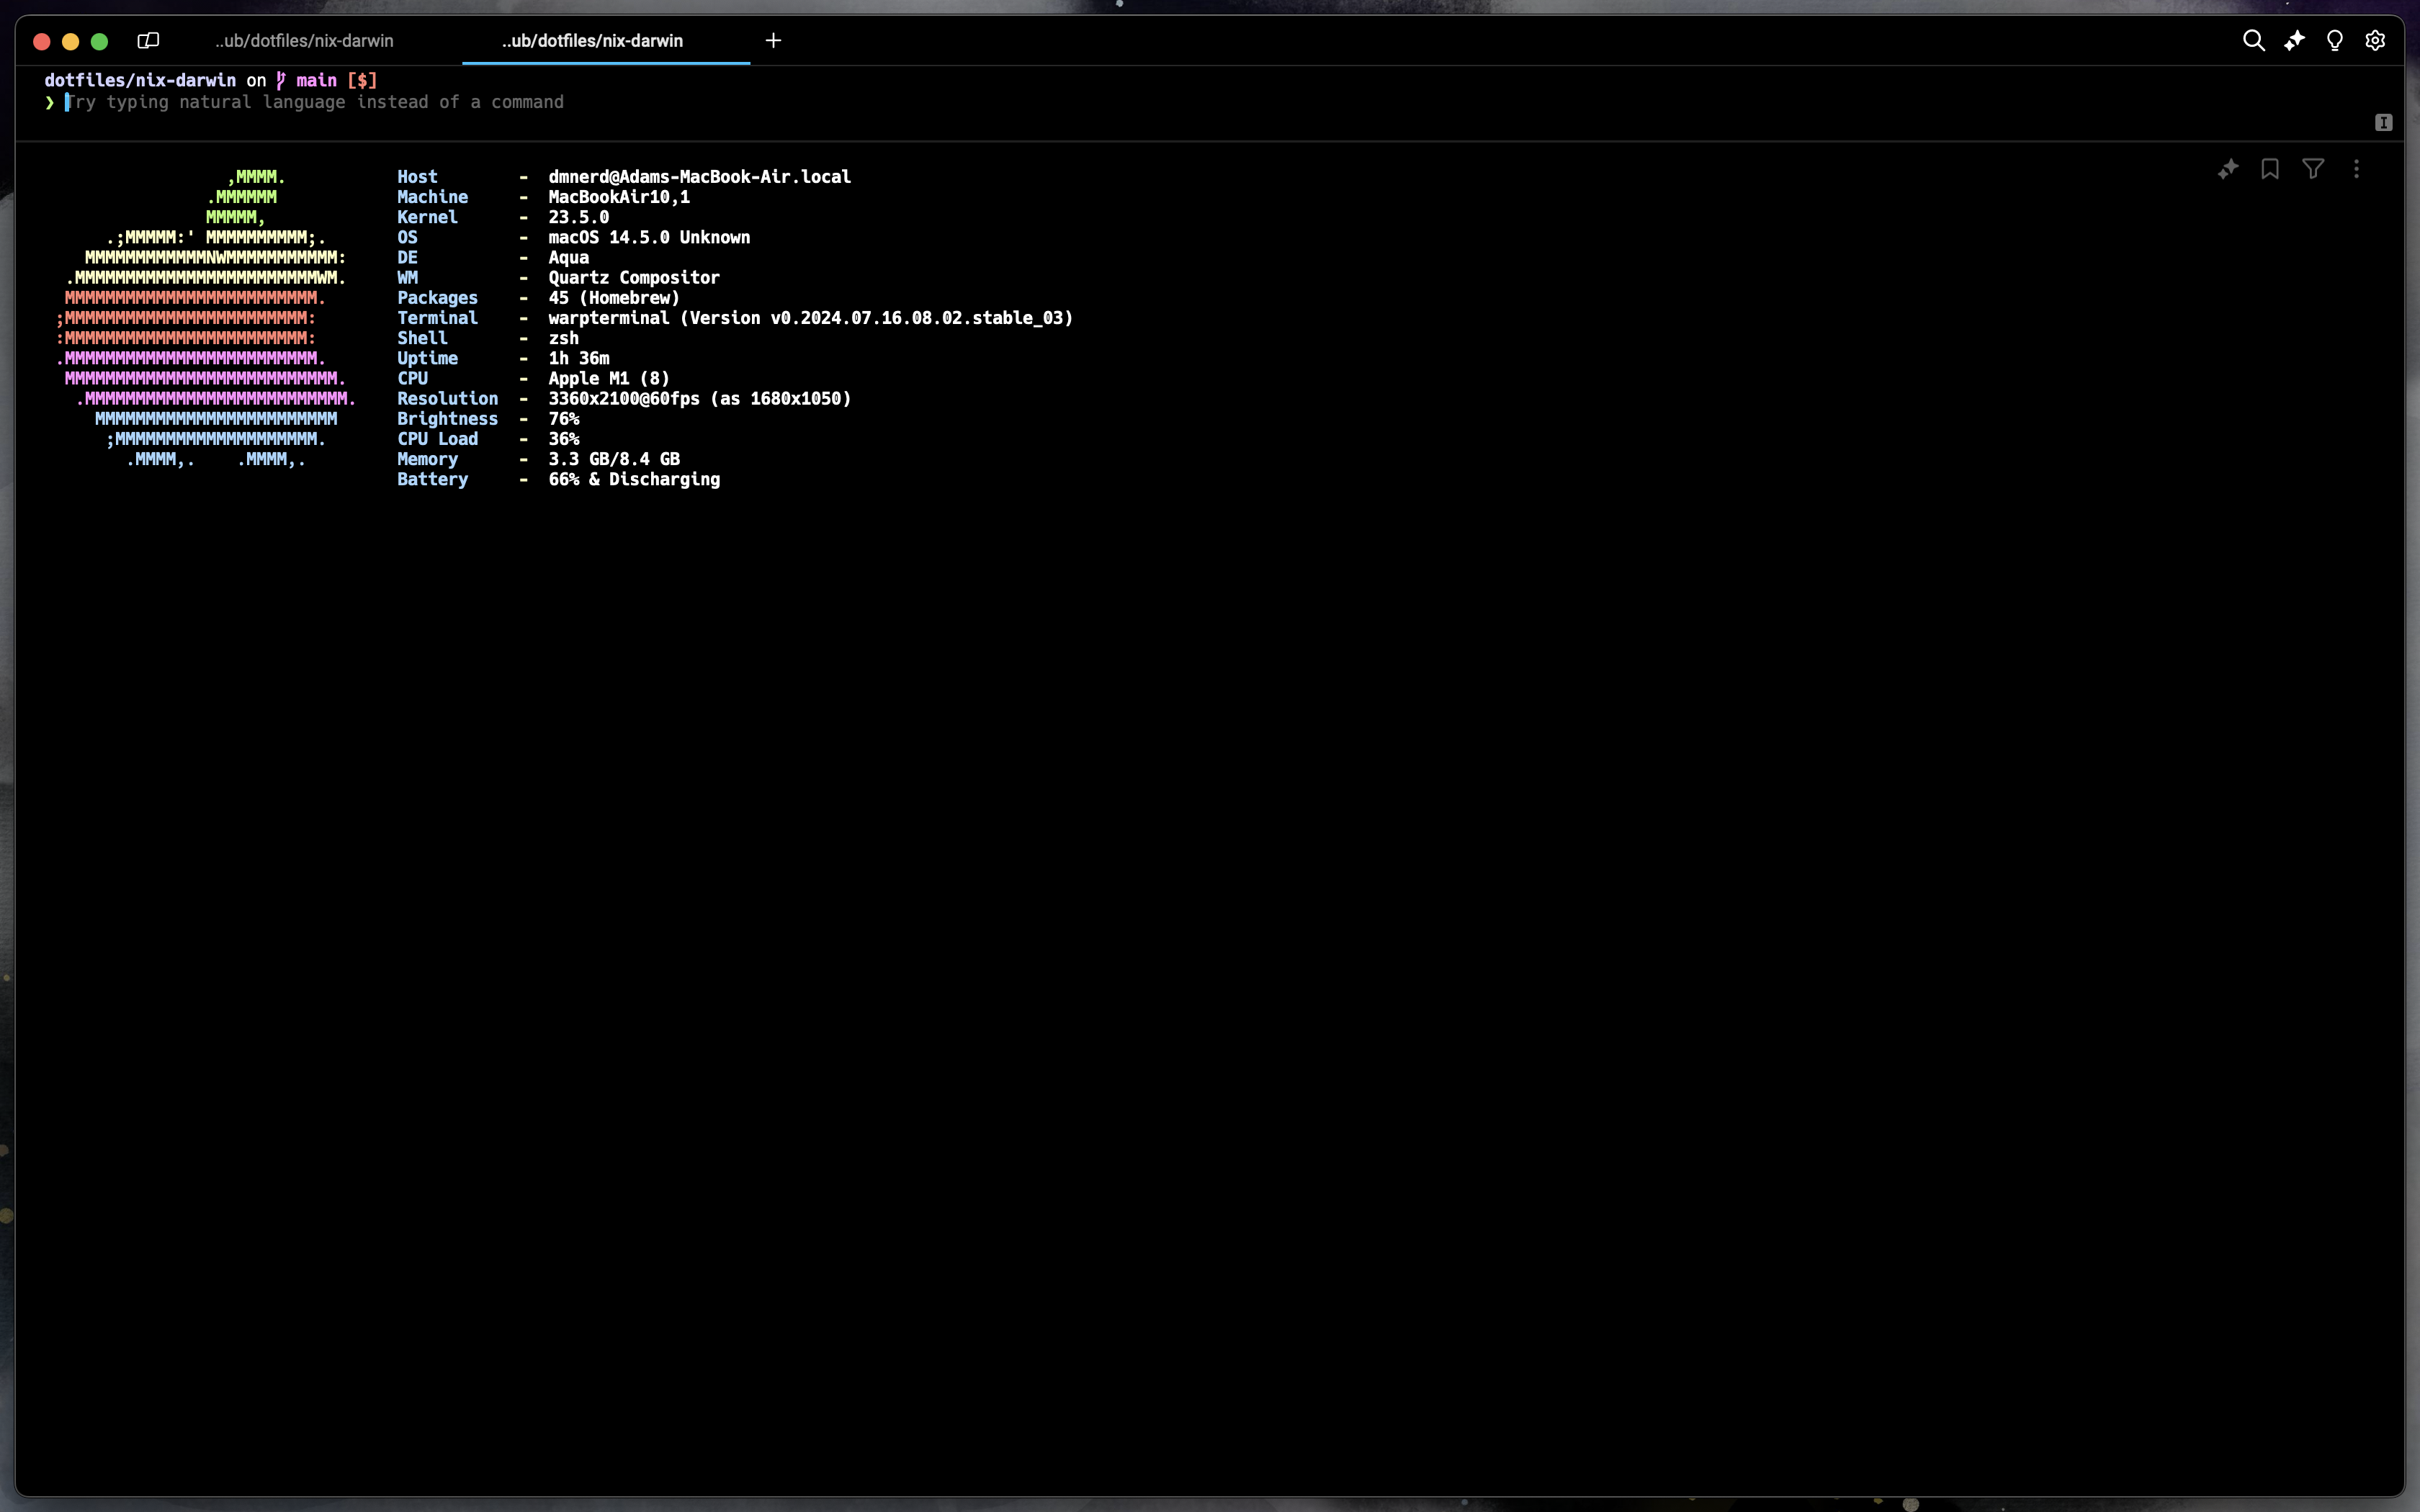 ..ub/dotfiles/nix-darwin ..ub/dotfiles/nix-darwin +
dotfiles/nix-darwin on main [$]
❯ Try typing natural language instead of a command
I
,MMMM. Host - dmnerd@Adams-MacBook-Air.local
.MMMMMM Machine - MacBookAir10,1
MMMMM, Kernel - 23.5.0
.;MMMMM:' MMMMMMMMMM;. OS - macOS 14.5.0 Unknown
MMMMMMMMMMMMNWMMMMMMMMMMM: DE - Aqua
.MMMMMMMMMMMMMMMMMMMMMMMMWM. WM - Quartz Compositor
MMMMMMMMMMMMMMMMMMMMMMMMM. Packages - 45 (Homebrew)
;MMMMMMMMMMMMMMMMMMMMMMMM: Terminal - warpterminal (Version v0.2024.07.16.08.02.stable_03)
:MMMMMMMMMMMMMMMMMMMMMMMM: Shell - zsh
.MMMMMMMMMMMMMMMMMMMMMMMMM. Uptime - 1h 36m
MMMMMMMMMMMMMMMMMMMMMMMMMMM. CPU - Apple M1 (8)
.MMMMMMMMMMMMMMMMMMMMMMMMMM. Resolution - 3360x2100@60fps (as 1680x1050)
MMMMMMMMMMMMMMMMMMMMMMMM Brightness - 76%
;MMMMMMMMMMMMMMMMMMMM. CPU Load - 36%
.MMMM,. .MMMM,. Memory - 3.3 GB/8.4 GB
Battery - 66% & Discharging